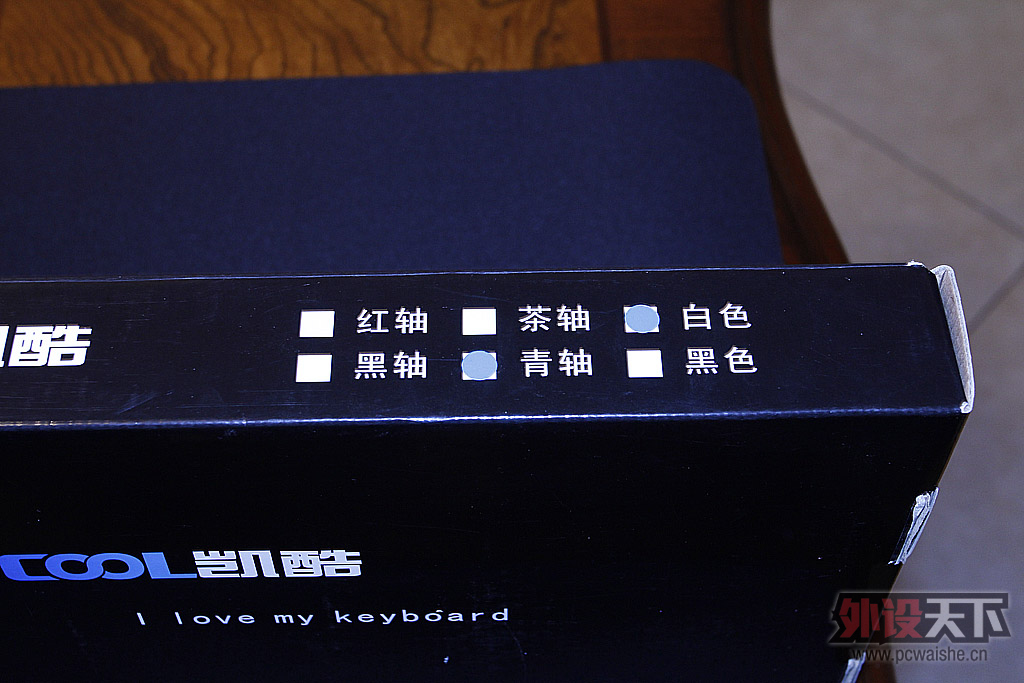 酷
红轴 茶轴 白色
黑轴 青轴 黑色
COOL凯酷
I love my keyboard
外设天下
www.pcwaishe.cn